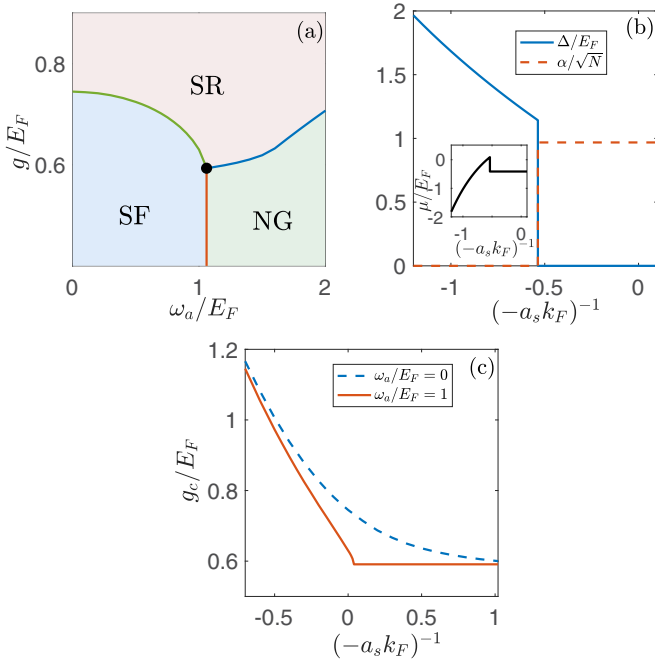 (a)
g/E_F
0.8
0.6
SR
SF
NG
0 1 2
ω_a/E_F
(b)
2
1.5
1
0.5
0
Δ/E_F
α/√N
μ/E_F
0
-1
-2
-1 0
(-a_s k_F)^{-1}
-1 -0.5 0
(-a_s k_F)^{-1}
(c)
g_c/E_F
1.2
1
0.8
0.6
0.4
ω_a/E_F = 0
ω_a/E_F = 1
-0.5 0 0.5 1
(-a_s k_F)^{-1}